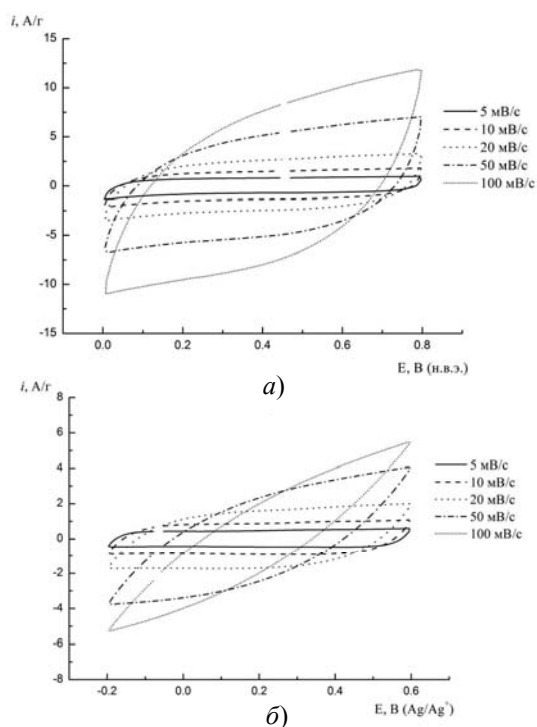 i, А/г
15
10
5
0
-5
-10
-15
0.0 0.2 0.4 0.6 0.8
E, В (н.в.э.)
5 мВ/с
10 мВ/с
20 мВ/с
50 мВ/с
100 мВ/с
а)
i, А/г
8
6
4
2
0
-2
-4
-6
-8
-0.2 0.0 0.2 0.4 0.6
E, В (Ag/Ag⁺)
5 мВ/с
10 мВ/с
20 мВ/с
50 мВ/с
100 мВ/с
б)